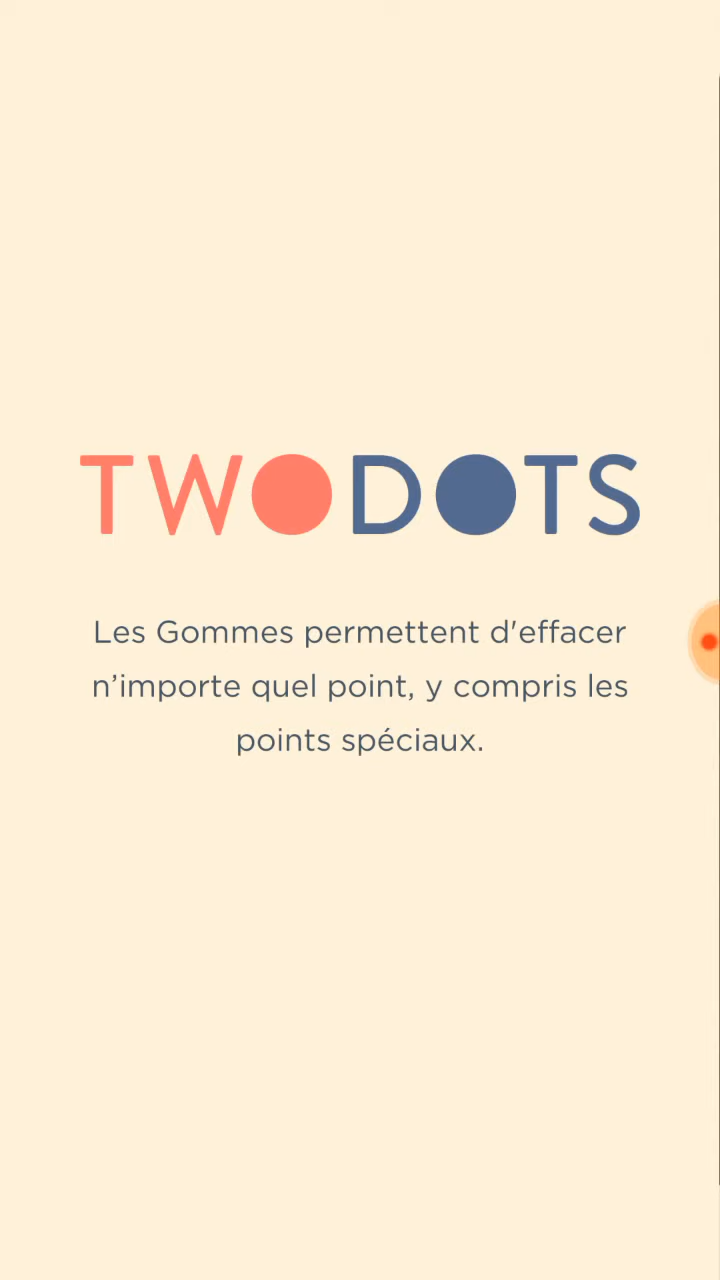 TWODOTS
Les Gommes permettent d'effacer
n’importe quel point, y compris les
points spéciaux.